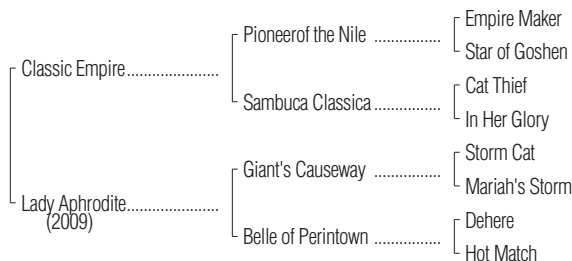 Empire Maker
Pioneerof the Nile ................
Star of Goshen
Classic Empire......................
Cat Thief
Sambuca Classica ................
In Her Glory
Storm Cat
Giant's Causeway ................
Mariah's Storm
Lady Aphrodite......................
(2009)
Dehere
Belle of Perintown ................
Hot Match